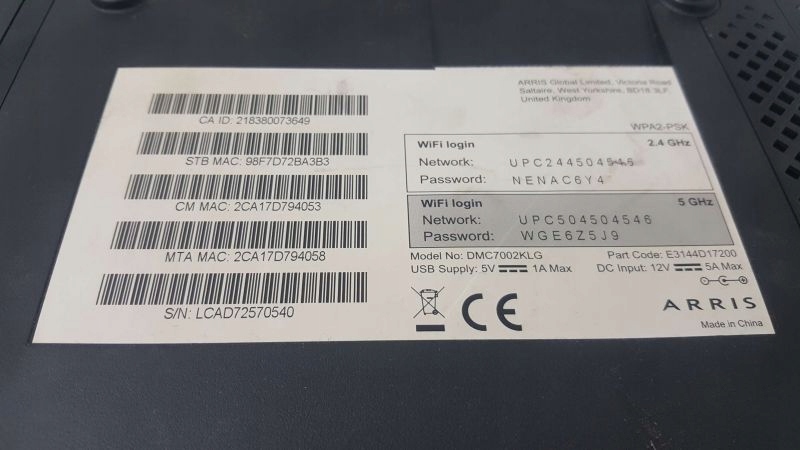 CA ID: 218380073649
STB MAC: 98F7D72BA3B3
CM MAC: 2CA17D794053
MTA MAC: 2CA17D794058
S/N: LCAD72570540
ARRIS Global Limited, Victoria Road
Saltaire, West Yorkshire, BD18 3LF,
United Kingdom
WPA2-PSK
WiFi login 2.4 GHz
Network: UPC244504546
Password: NENAC6Y4
WiFi login 5 GHz
Network: UPC504504546
Password: WGE6Z5J9
Model No: DMC7002KLG Part Code: E3144D17200
USB Supply: 5V 1A Max DC Input: 12V 5A Max
CE
ARRIS
Made in China